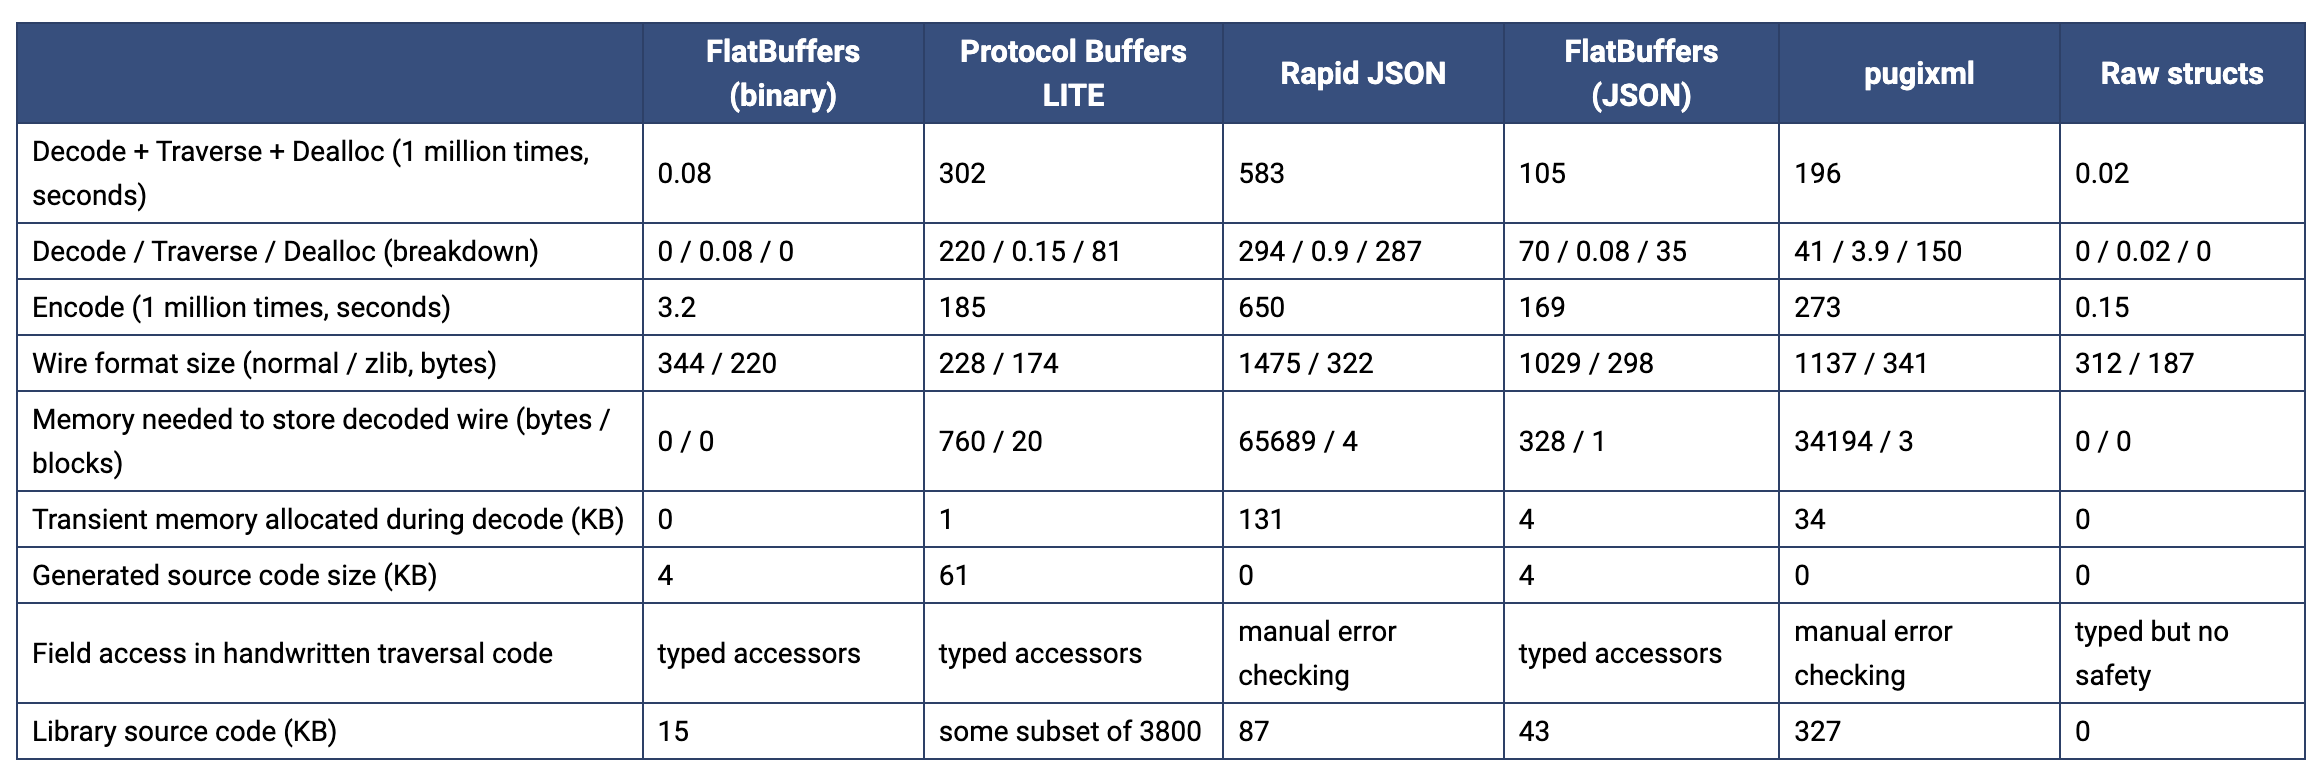 FlatBuffers
(binary)
Protocol Buffers
LITE
Rapid JSON
FlatBuffers
(JSON)
pugixml
Raw structs
Decode + Traverse + Dealloc (1 million times,
seconds)
0.08
302
583
105
196
0.02
Decode / Traverse / Dealloc (breakdown)
0 / 0.08 / 0
220 / 0.15 / 81
294 / 0.9 / 287
70 / 0.08 / 35
41 / 3.9 / 150
0 / 0.02 / 0
Encode (1 million times, seconds)
3.2
185
650
169
273
0.15
Wire format size (normal / zlib, bytes)
344 / 220
228 / 174
1475 / 322
1029 / 298
1137 / 341
312 / 187
Memory needed to store decoded wire (bytes /
blocks)
0 / 0
760 / 20
65689 / 4
328 / 1
34194 / 3
0 / 0
Transient memory allocated during decode (KB)
0
1
131
4
34
0
Generated source code size (KB)
4
61
0
4
0
0
Field access in handwritten traversal code
typed accessors
typed accessors
manual error
checking
typed accessors
manual error
checking
typed but no
safety
Library source code (KB)
15
some subset of 3800
87
43
327
0